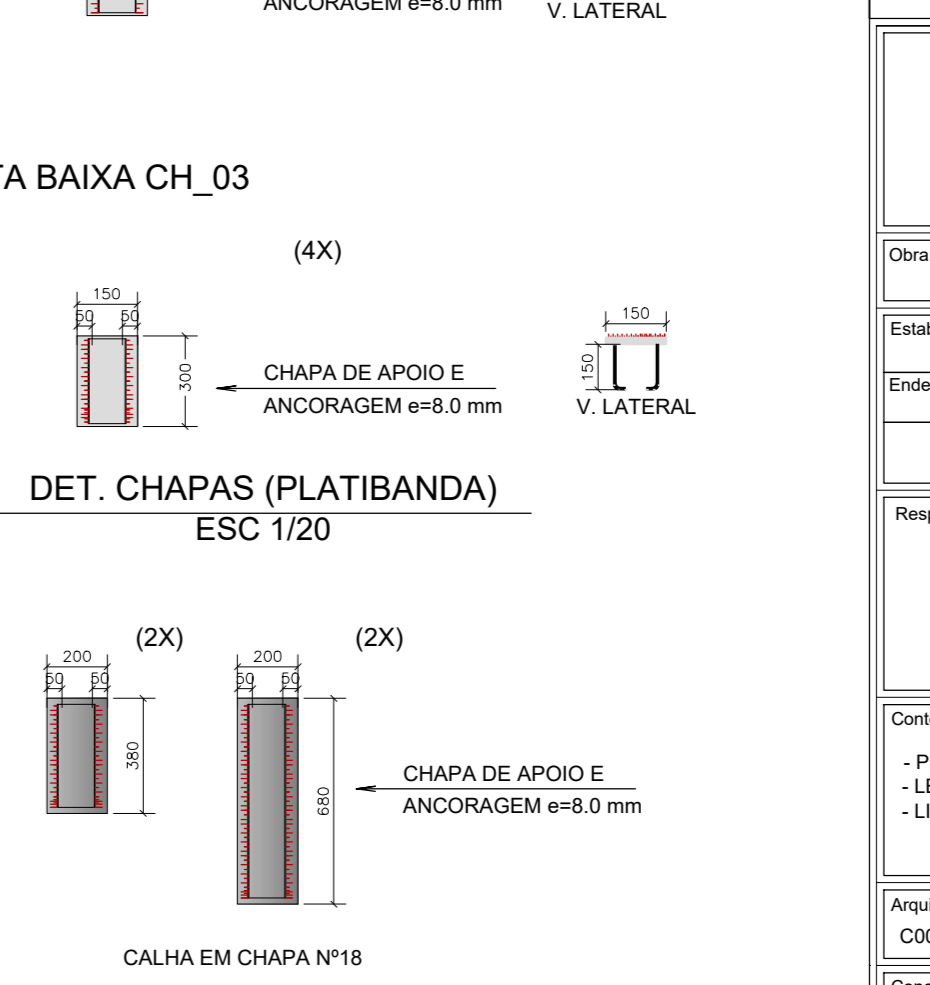 ANCORAGEM e=8.0 mm
V. LATERAL
TA BAIXA CH_03
(4X)
150
50 50
300
CHAPA DE APOIO E
ANCORAGEM e=8.0 mm
150
150
V. LATERAL
DET. CHAPAS (PLATIBANDA)
ESC 1/20
(2X)
200
50 50
380
(2X)
200
50 50
680
CHAPA DE APOIO E
ANCORAGEM e=8.0 mm
CALHA EM CHAPA Nº18
Obra
Estab
Ende
Resp
Cont
- P
- LE
- LI
Arqui
C00